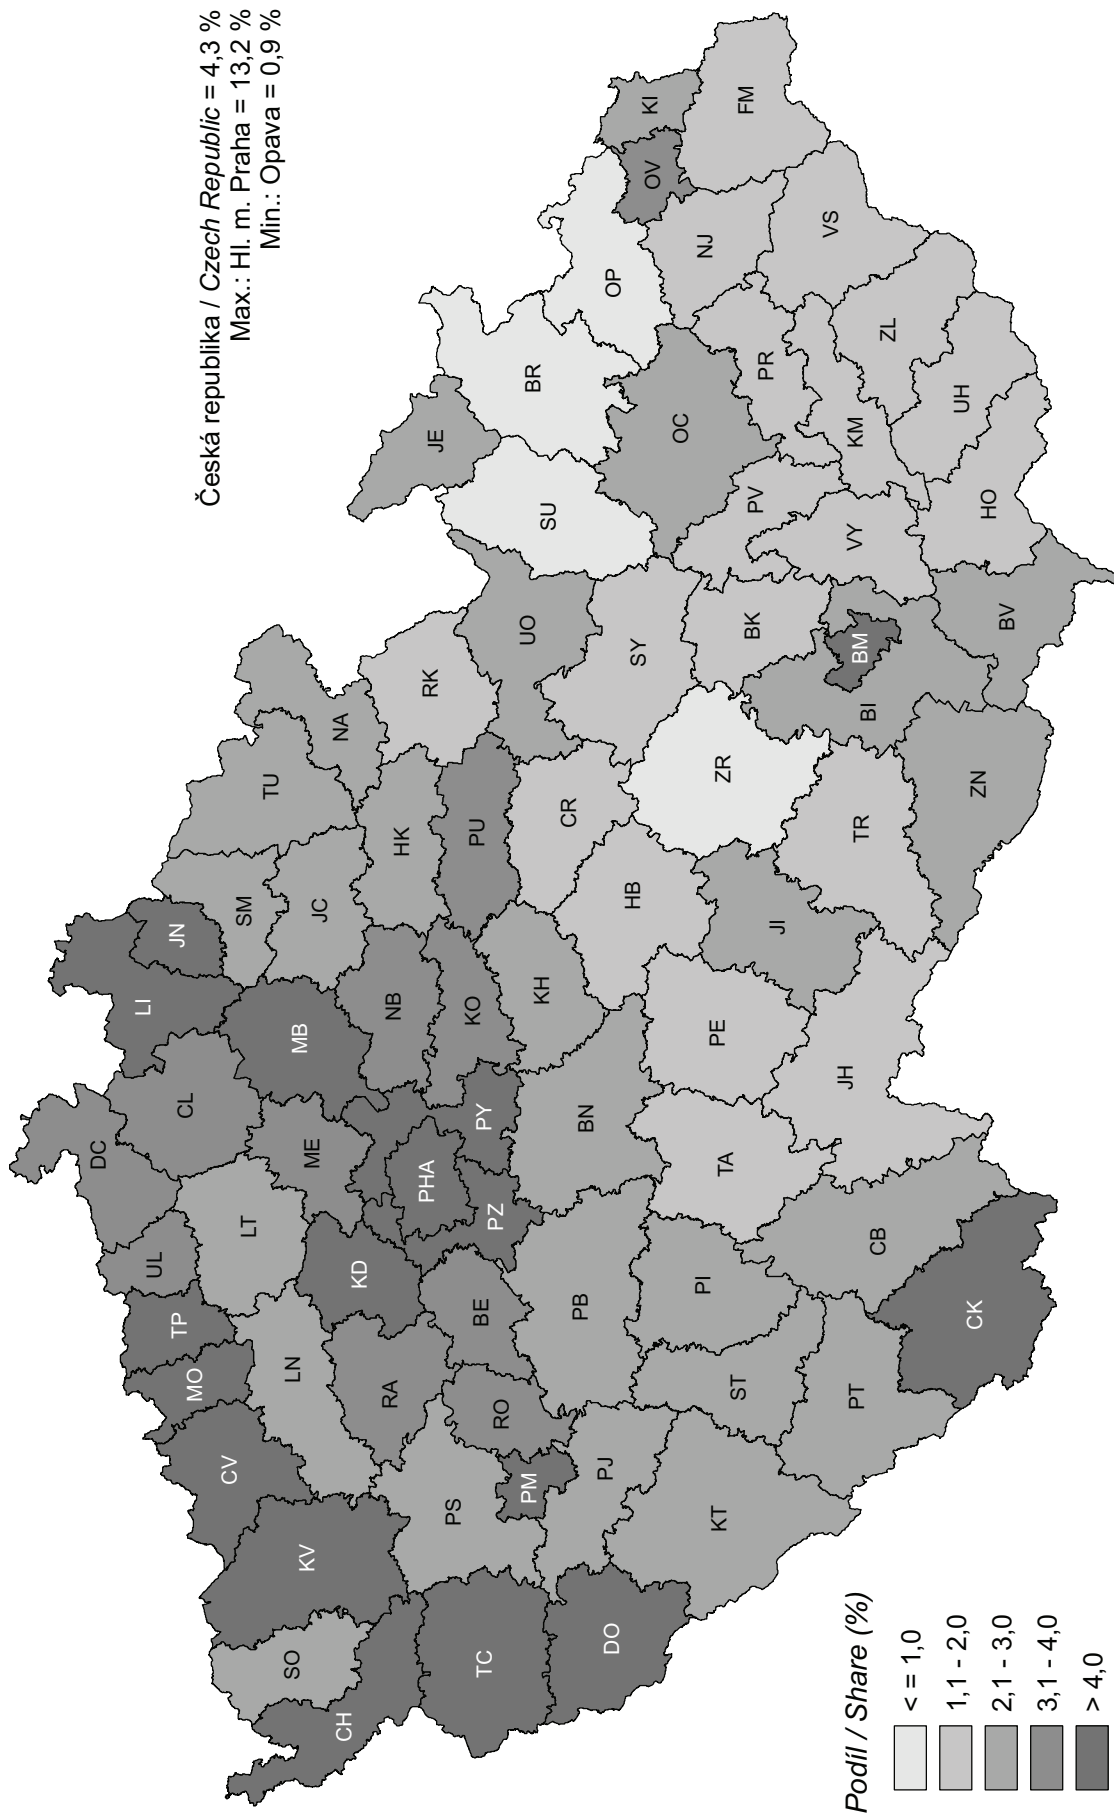 Česká republika / Czech Republic = 4,3 %
Max.: Hl. m. Praha = 13,2 %
Min.: Opava = 0,9 %
DC
LI
JN
UL
CL
TP
SM
TU
MO
LT
MB
NA
CV
ME
JC
LN
KD
NB
HK
RK
JE
KV
RA
PHA
SO
PY
KO
PU
UO
SU
BR
CH
BE
PZ
OP
KI
OV
PS
RO
KH
CR
TC
PM
PB
BN
HB
SY
OC
NJ
FM
DO
PJ
PI
TA
PE
ZR
BK
PV
PR
VS
KT
ST
JI
BM
VY
KM
ZL
PT
CB
JH
TR
BI
UH
CK
ZN
BV
HO
Podíl / Share (%)
< = 1,0
1,1 - 2,0
2,1 - 3,0
3,1 - 4,0
> 4,0